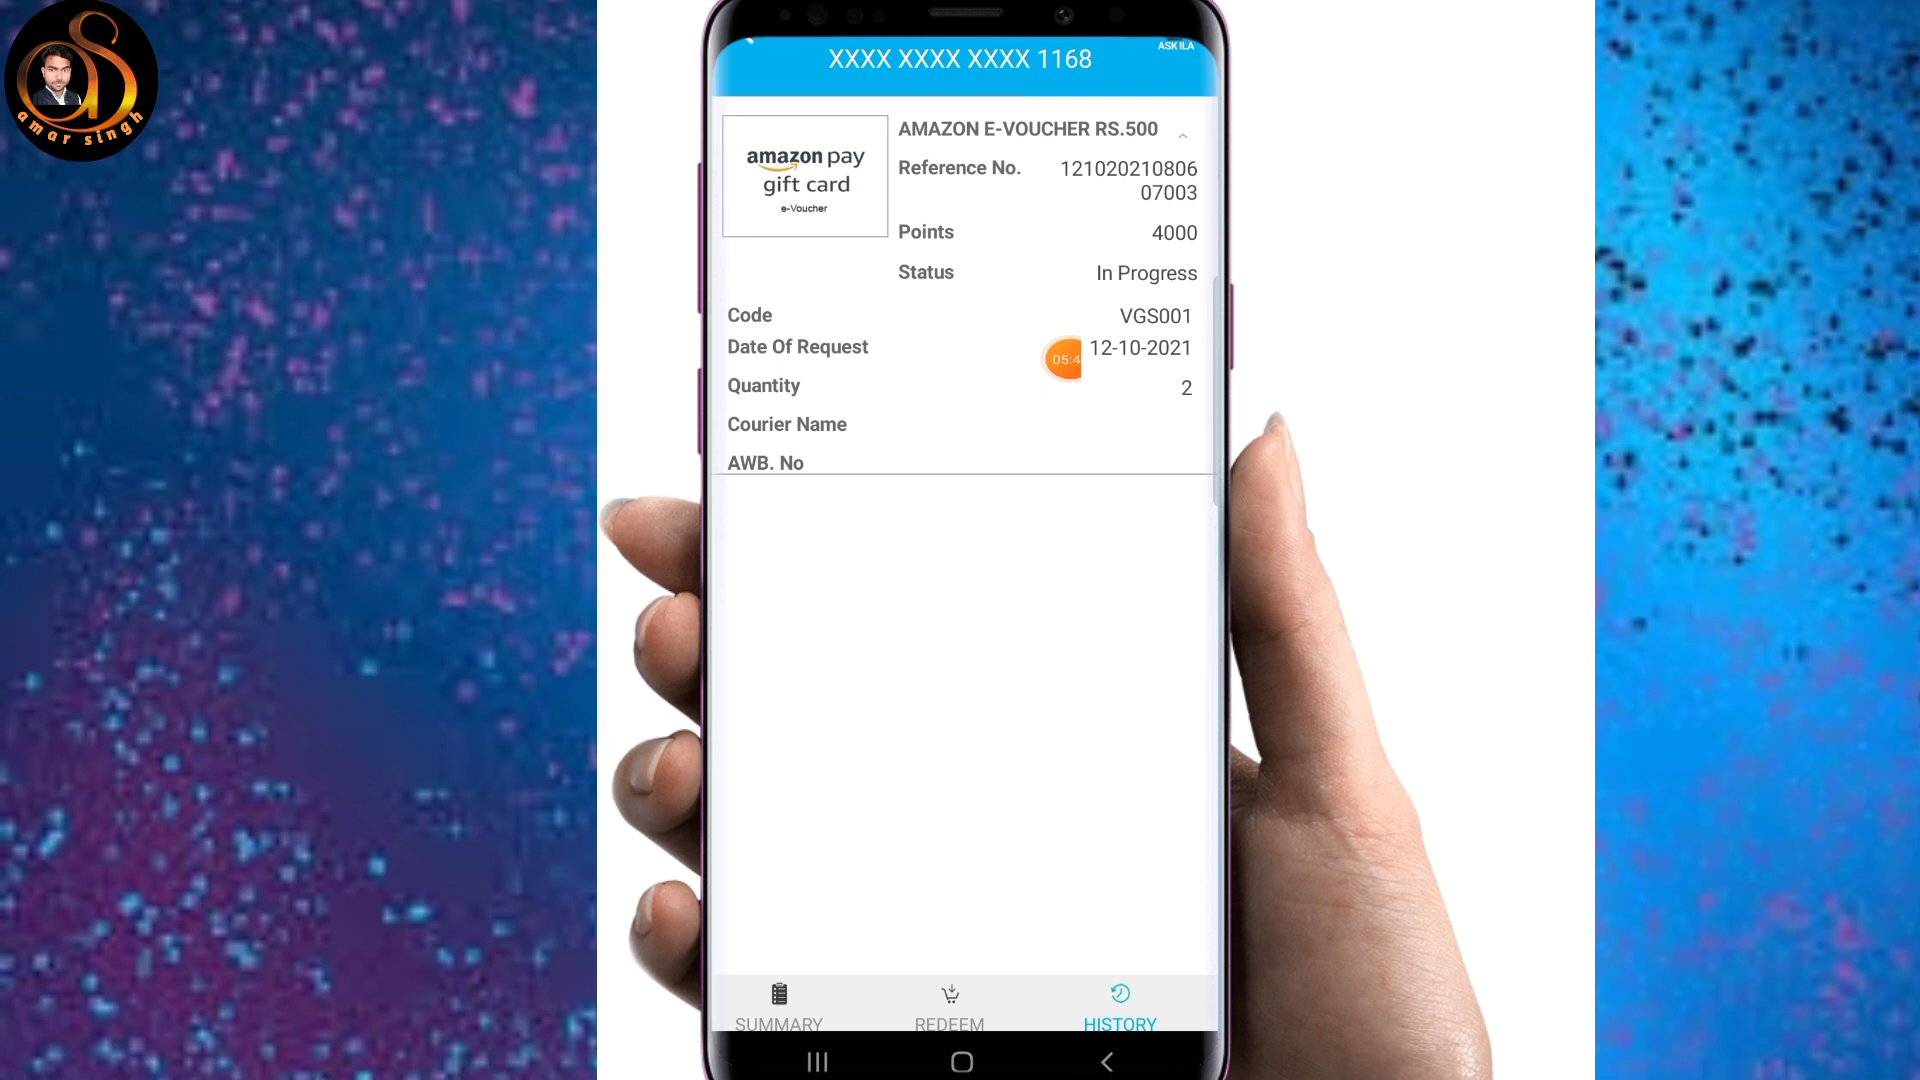 amar singh
ASK ILA
XXXX XXXX XXXX 1168
amazon pay
gift card
e-Voucher
AMAZON E-VOUCHER RS.500
Reference No. 121020210806
07003
Points 4000
Status In Progress
Code VGS001
Date Of Request 12-10-2021
05:4
Quantity 2
Courier Name
AWB. No
SUMMARY REDEEM HISTORY